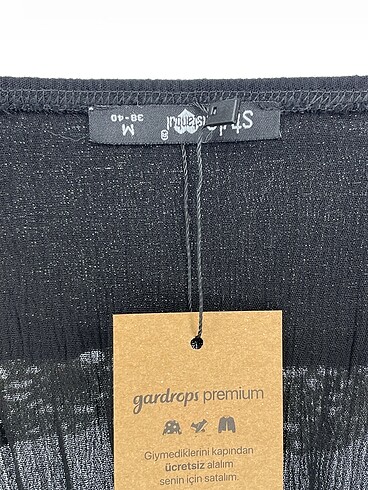 M
38-40
gardrops premium
Giymediklerini kapından
ücretsiz alalım
senin için satalım.